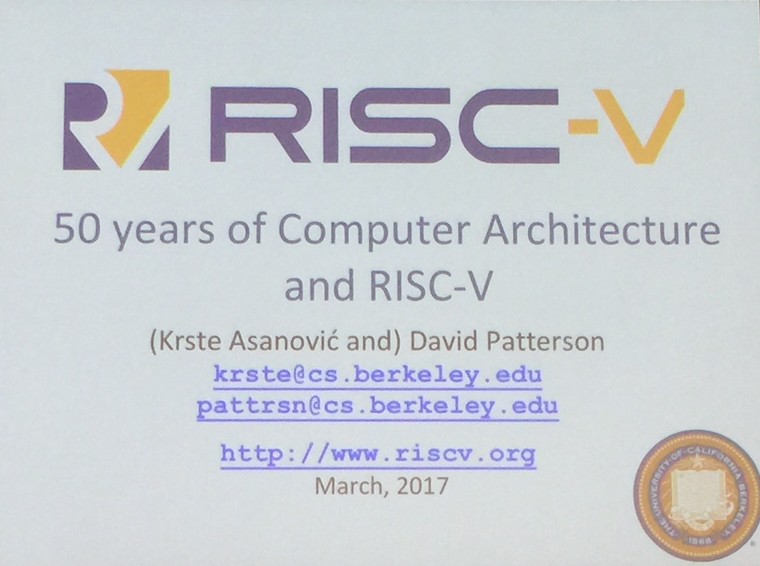 RISC-V
50 years of Computer Architecture
and RISC-V
(Krste Asanović and) David Patterson
krste@cs.berkeley.edu
pattrsn@cs.berkeley.edu
http://www.riscv.org
March, 2017
THE UNIVERSITY OF CALIFORNIA BERKELEY
1868